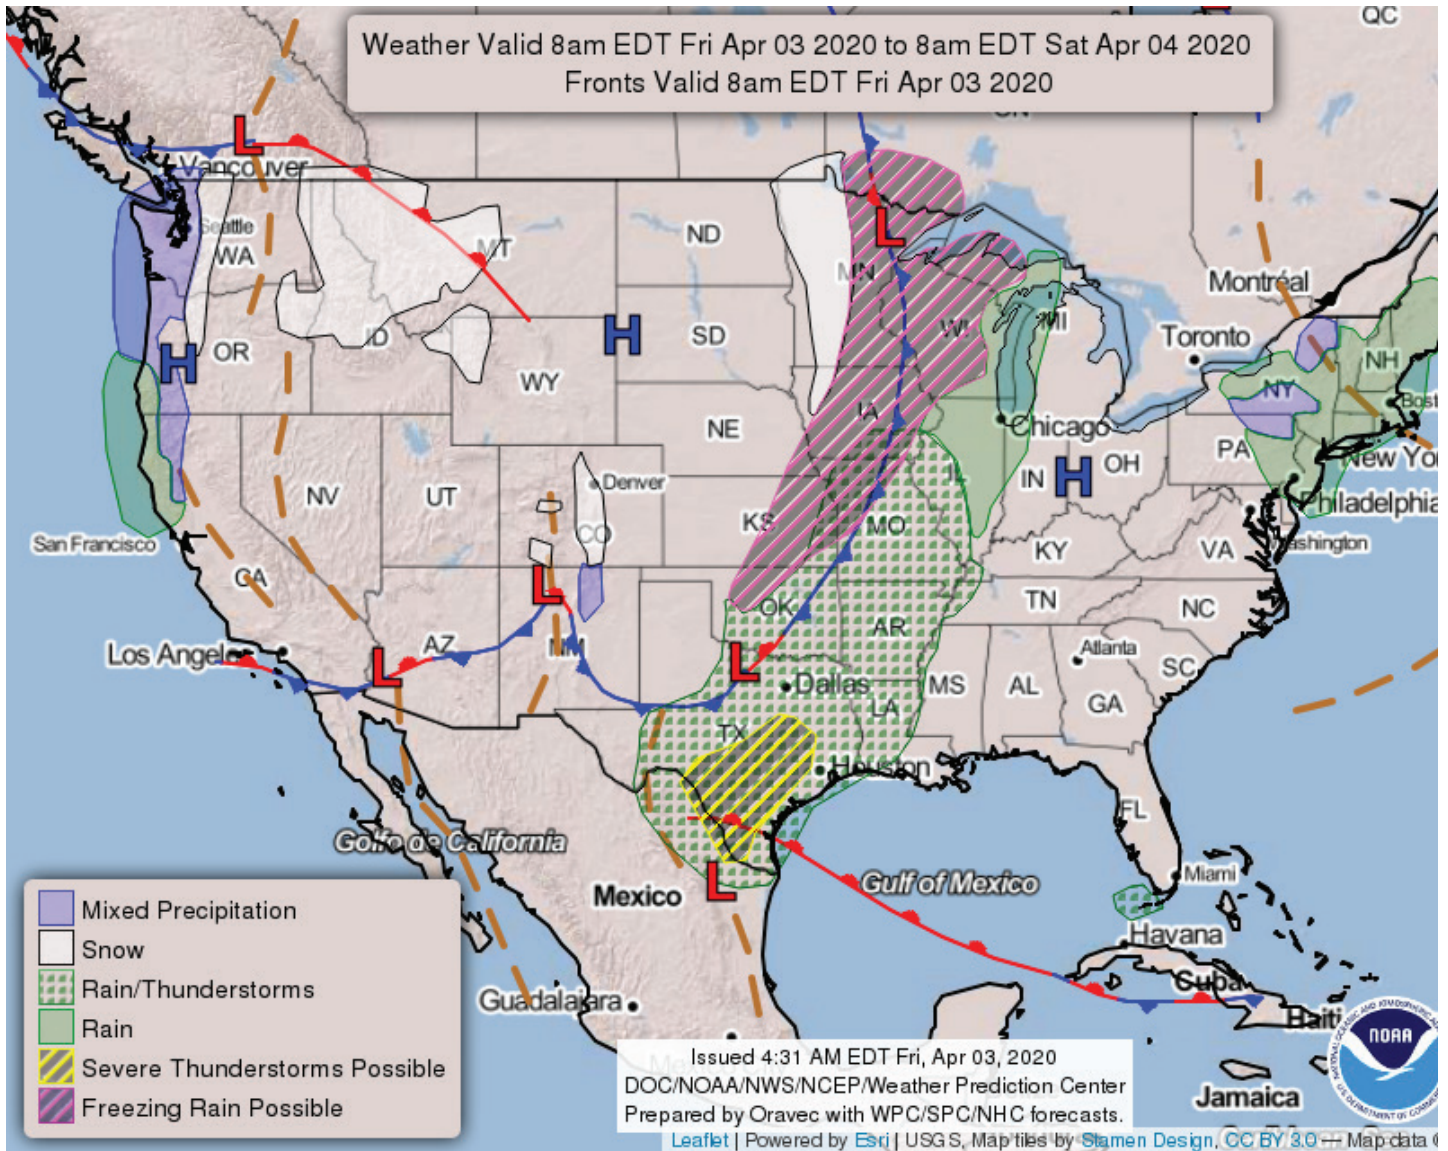 QC
Weather Valid 8am EDT Fri Apr 03 2020 to 8am EDT Sat Apr 04 2020
Fronts Valid 8am EDT Fri Apr 03 2020
ON
L
Vancouver
Seattle
WA
MT
ND
L
MN
Montréal
H
OR
ID
H
SD
WI
MI
Toronto
NH
WY
IA
NY
Bost
NE
Chicago
PA
New Yo
NV
UT
Denver
IL
IN
H
OH
Philadelphia
San Francisco
CO
KS
MO
KY
VA
ashington
CA
L
OK
TN
NC
Los Angeles
AZ
NM
AR
Atlanta
SC
L
L
Dallas
MS
AL
GA
LA
TX
Houston
FL
Golfo de California
Gulf of Mexico
Miami
Mexico
L
Havana
Cuba
Guadalajara
Haiti
Mixed Precipitation
Snow
Rain/Thunderstorms
Rain
Severe Thunderstorms Possible
Freezing Rain Possible
Mexico City
Issued 4:31 AM EDT Fri, Apr 03, 2020
DOC/NOAA/NWS/NCEP/Weather Prediction Center
Prepared by Oravec with WPC/SPC/NHC forecasts.
NOAA
Jamaica
Leaflet | Powered by Esri | USGS, Map tiles by Stamen Design, CC BY 3.0 — Map data ©